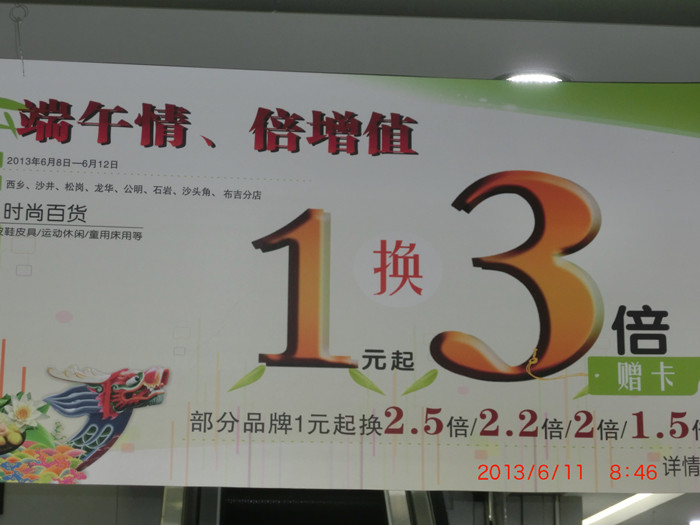 端午情、倍增值
2013年6月8日—6月12日
西乡、沙井、松岗、龙华、公明、石岩、沙头角、布吉分店
时尚百货
鞋皮具/运动休闲/童用床用等
1元起换3倍
赠卡
部分品牌1元起换2.5倍/2.2倍/2倍/1.5倍
详情
2013/6/11 8:46